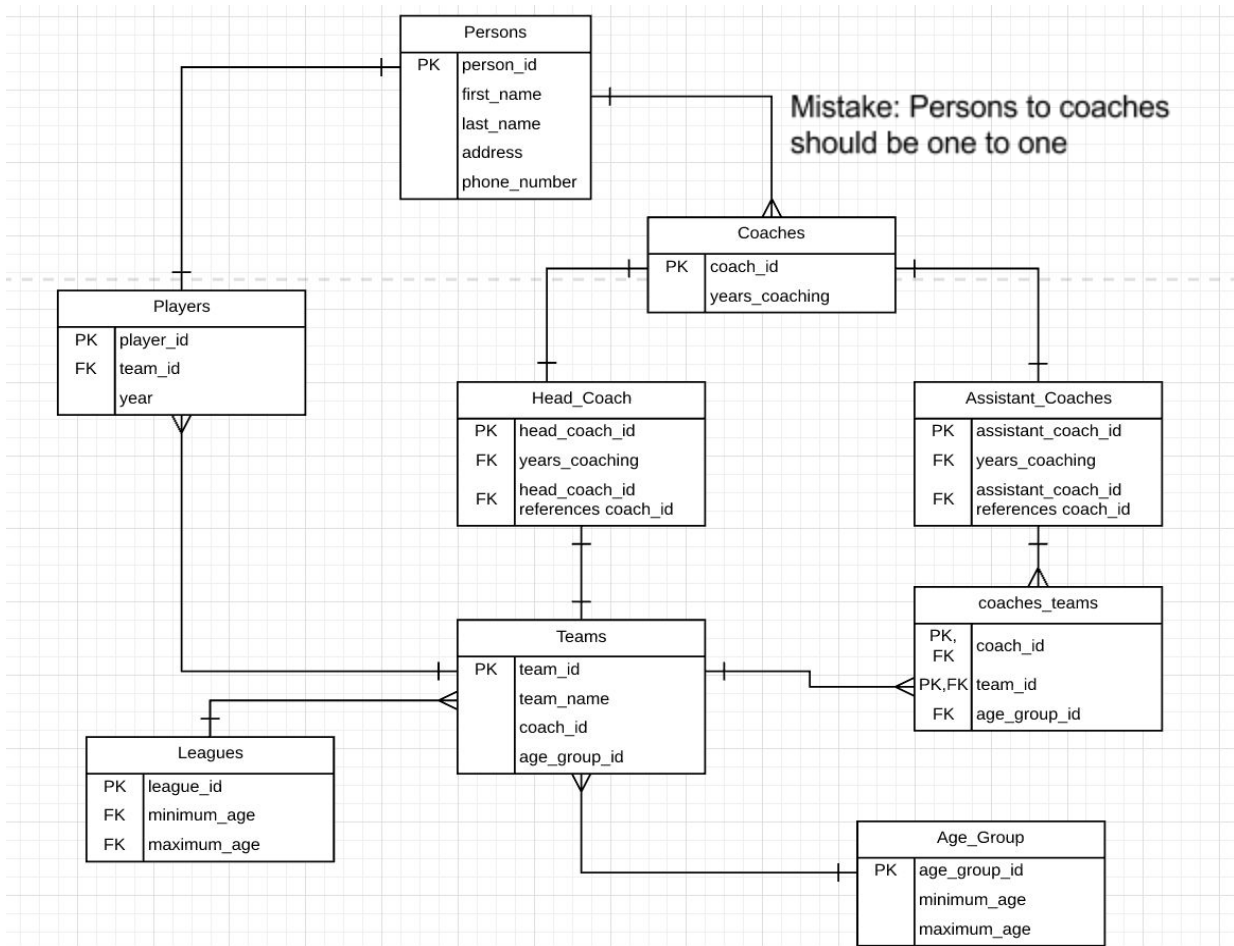 Persons
PK person_id
first_name
last_name
address
phone_number
Mistake: Persons to coaches
should be one to one
Coaches
PK coach_id
years_coaching
Players
PK player_id
FK team_id
year
Head_Coach
PK head_coach_id
FK years_coaching
FK head_coach_id
references coach_id
Assistant_Coaches
PK assistant_coach_id
FK years_coaching
FK assistant_coach_id
references coach_id
coaches_teams
PK,
FK coach_id
PK,FK team_id
FK age_group_id
Teams
PK team_id
team_name
coach_id
age_group_id
Leagues
PK league_id
FK minimum_age
FK maximum_age
Age_Group
PK age_group_id
minimum_age
maximum_age